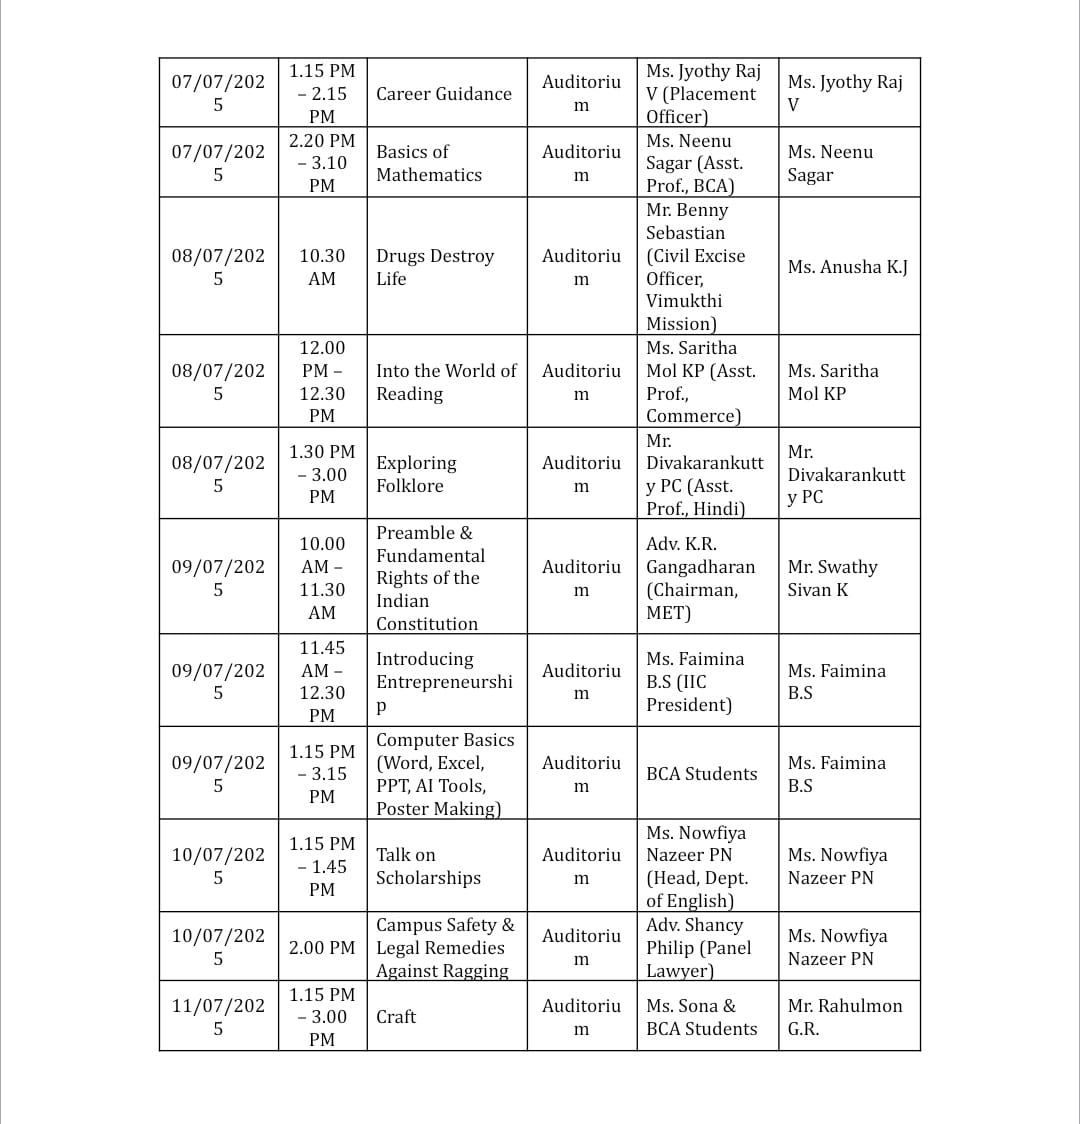 07/07/202
5
1.15 PM
– 2.15
PM
Career Guidance
Auditoriu
m
Ms. Jyothy Raj
V (Placement
Officer)
Ms. Jyothy Raj
V
07/07/202
5
2.20 PM
– 3.10
PM
Basics of
Mathematics
Auditoriu
m
Ms. Neenu
Sagar (Asst.
Prof., BCA)
Ms. Neenu
Sagar
08/07/202
5
10.30
AM
Drugs Destroy
Life
Auditoriu
m
Mr. Benny
Sebastian
(Civil Excise
Officer,
Vimukthi
Mission)
Ms. Anusha K.J
08/07/202
5
12.00
PM –
12.30
PM
Into the World of
Reading
Auditoriu
m
Ms. Saritha
Mol KP (Asst.
Prof.,
Commerce)
Ms. Saritha
Mol KP
08/07/202
5
1.30 PM
– 3.00
PM
Exploring
Folklore
Auditoriu
m
Mr.
Divakarankutt
y PC (Asst.
Prof., Hindi)
Mr.
Divakarankutt
y PC
09/07/202
5
10.00
AM –
11.30
AM
Preamble &
Fundamental
Rights of the
Indian
Constitution
Auditoriu
m
Adv. K.R.
Gangadharan
(Chairman,
MET)
Mr. Swathy
Sivan K
09/07/202
5
11.45
AM –
12.30
PM
Introducing
Entrepreneurshi
p
Auditoriu
m
Ms. Faimina
B.S (IIC
President)
Ms. Faimina
B.S
09/07/202
5
1.15 PM
– 3.15
PM
Computer Basics
(Word, Excel,
PPT, AI Tools,
Poster Making)
Auditoriu
m
BCA Students
Ms. Faimina
B.S
10/07/202
5
1.15 PM
– 1.45
PM
Talk on
Scholarships
Auditoriu
m
Ms. Nowfiya
Nazeer PN
(Head, Dept.
of English)
Ms. Nowfiya
Nazeer PN
10/07/202
5
2.00 PM
Campus Safety &
Legal Remedies
Against Ragging
Auditoriu
m
Adv. Shancy
Philip (Panel
Lawyer)
Ms. Nowfiya
Nazeer PN
11/07/202
5
1.15 PM
– 3.00
PM
Craft
Auditoriu
m
Ms. Sona &
BCA Students
Mr. Rahulmon
G.R.